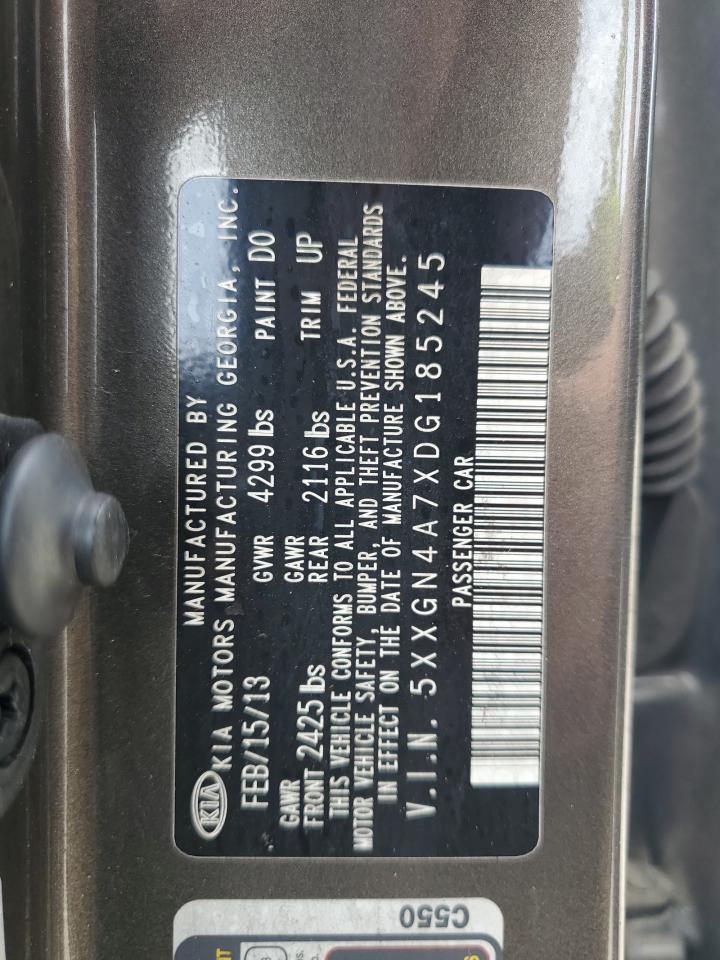 KIA
MANUFACTURED BY
KIA MOTORS MANUFACTURING GEORGIA, INC.
FEB/15/13 GVWR 4299 lbs PAINT DO
GAWR GAWR
FRONT 2425 lbs REAR 2116 lbs TRIM UP
THIS VEHICLE CONFORMS TO ALL APPLICABLE U.S.A. FEDERAL
MOTOR VEHICLE SAFETY, BUMPER, AND THEFT PREVENTION STANDARDS
IN EFFECT ON THE DATE OF MANUFACTURE SHOWN ABOVE.
V.I.N. 5XXGN4A7XDG185245
PASSENGER CAR
C550